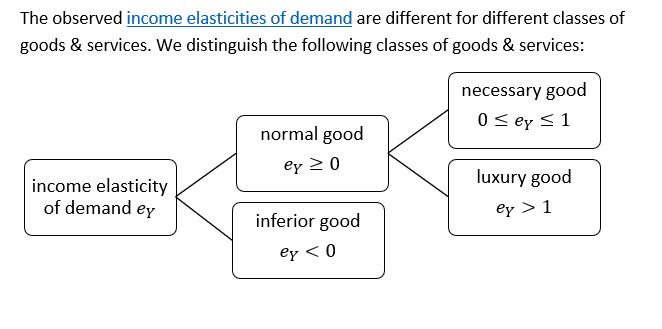 The observed income elasticities of demand are different for different classes of
goods & services. We distinguish the following classes of goods & services:
income elasticity
of demand eY
normal good
eY ≥ 0
inferior good
eY < 0
necessary good
0 ≤ eY ≤ 1
luxury good
eY > 1